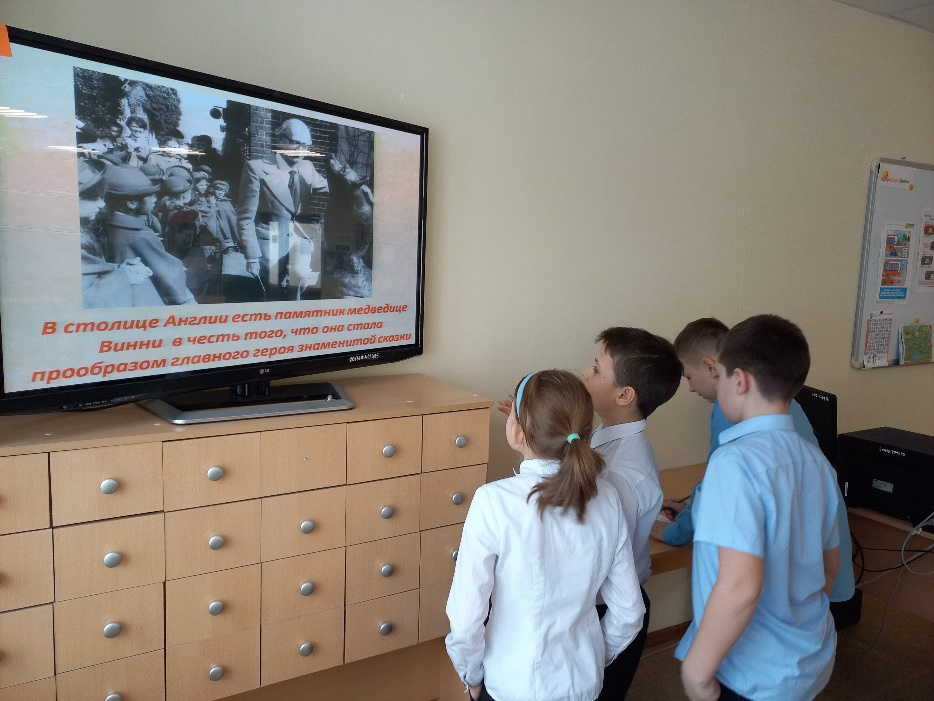 В столице Англии есть памятник медведице
Винни в честь того, что она стала
прообразом главного героя знаменитой сказки
LG